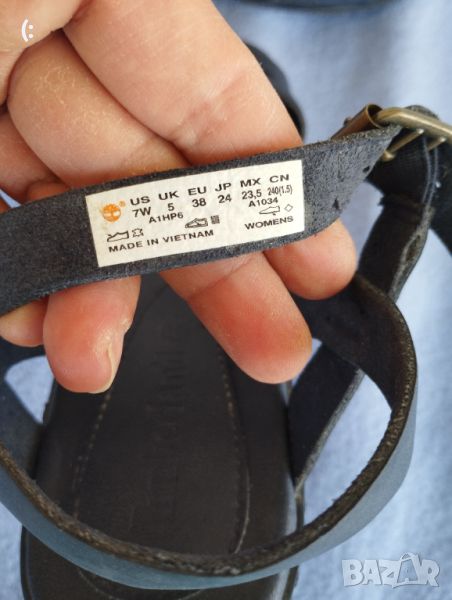 US UK EU JP MX CN
7W 5 38 24 23,5 240(1.5)
A1HP6 A1034
MADE IN VIETNAM WOMENS
BAZAR